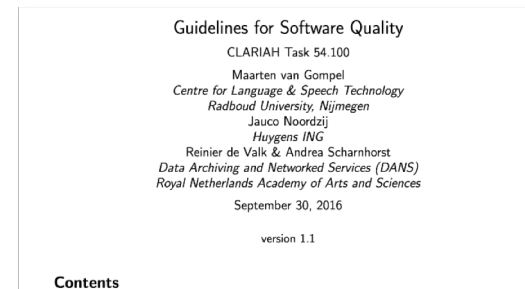 Guidelines for Software Quality
CLARIAH Task 54.100
Maarten van Gompel
Centre for Language & Speech Technology
Radboud University, Nijmegen
Jauco Noordzij
Huygens ING
Reinier de Valk & Andrea Scharnhorst
Data Archiving and Networked Services (DANS)
Royal Netherlands Academy of Arts and Sciences
September 30, 2016
version 1.1
Contents